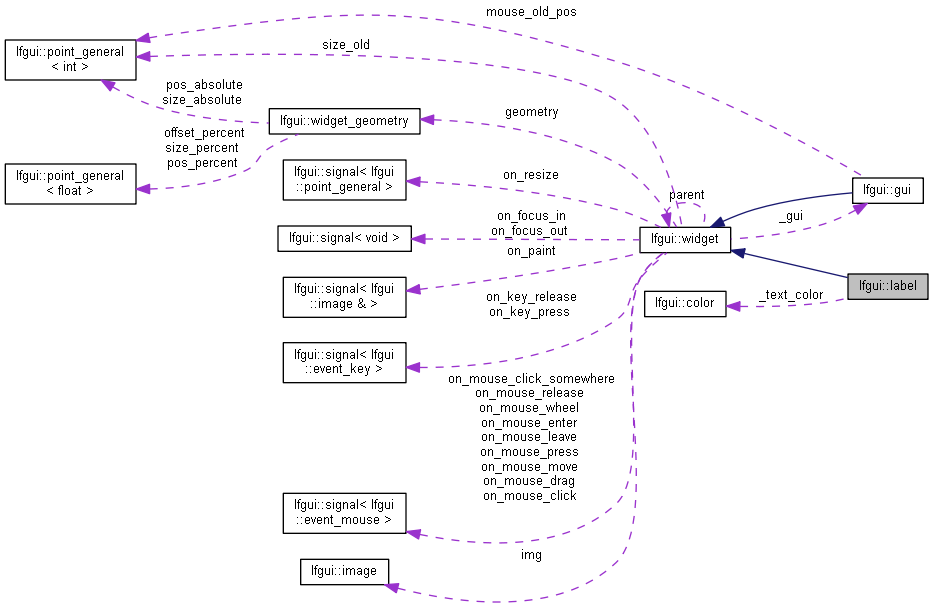 mouse_old_pos
size_old
lfgui::point_general
< int >
pos_absolute
size_absolute
geometry
lfgui::widget_geometry
offset_percent
size_percent
pos_percent
lfgui::point_general
< float >
lfgui::signal< lfgui
::point_general >
on_resize
parent
lfgui::gui
_gui
on_focus_in
on_focus_out
lfgui::signal< void >
lfgui::widget
on_paint
lfgui::signal< lfgui
::image & >
lfgui::label
_text_color
lfgui::color
on_key_release
on_key_press
lfgui::signal< lfgui
::event_key >
on_mouse_click_somewhere
on_mouse_release
on_mouse_wheel
on_mouse_enter
on_mouse_leave
on_mouse_press
on_mouse_move
on_mouse_drag
on_mouse_click
lfgui::signal< lfgui
::event_mouse >
img
lfgui::image